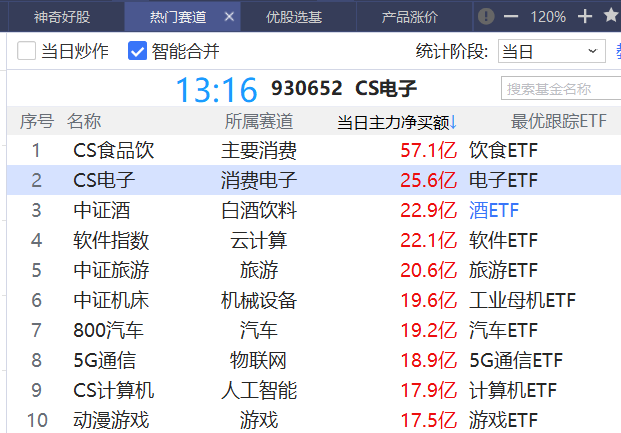 神奇好股 热门赛道 × 优股选基 产品涨价 ! — 120% + ★
当日炒作 智能合并 统计阶段: 当日
13:16 930652 CS电子 搜索基金名称
序号 名称 所属赛道 当日主力净买额↓ 最优跟踪ETF
1 CS食品饮 主要消费 57.1亿 饮食ETF
2 CS电子 消费电子 25.6亿 电子ETF
3 中证酒 白酒饮料 22.9亿 酒ETF
4 软件指数 云计算 22.1亿 软件ETF
5 中证旅游 旅游 20.6亿 旅游ETF
6 中证机床 机械设备 19.6亿 工业母机ETF
7 800汽车 汽车 19.2亿 汽车ETF
8 5G通信 物联网 18.9亿 5G通信ETF
9 CS计算机 人工智能 17.9亿 计算机ETF
10 动漫游戏 游戏 17.5亿 游戏ETF